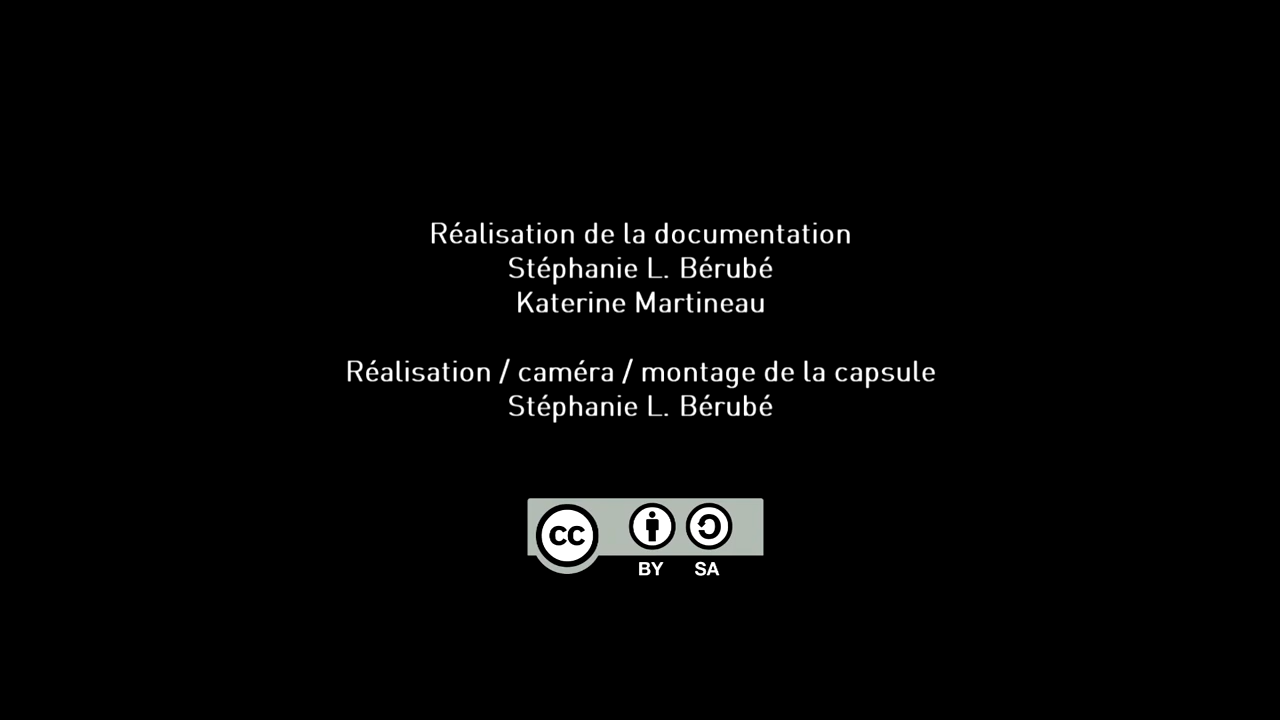 Réalisation de la documentation
Stéphanie L. Bérubé
Katerine Martineau
Réalisation / caméra / montage de la capsule
Stéphanie L. Bérubé
cc
BY SA